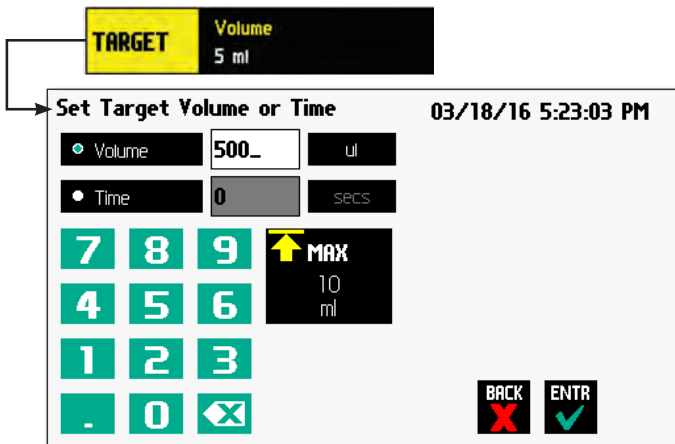 TARGET
Volume
5 ml
Set Target Volume or Time
03/18/16 5:23:03 PM
Volume 500_ ul
Time 0 secs
7 8 9
MAX
10
ml
4 5 6
1 2 3
. 0
BACK ENTR